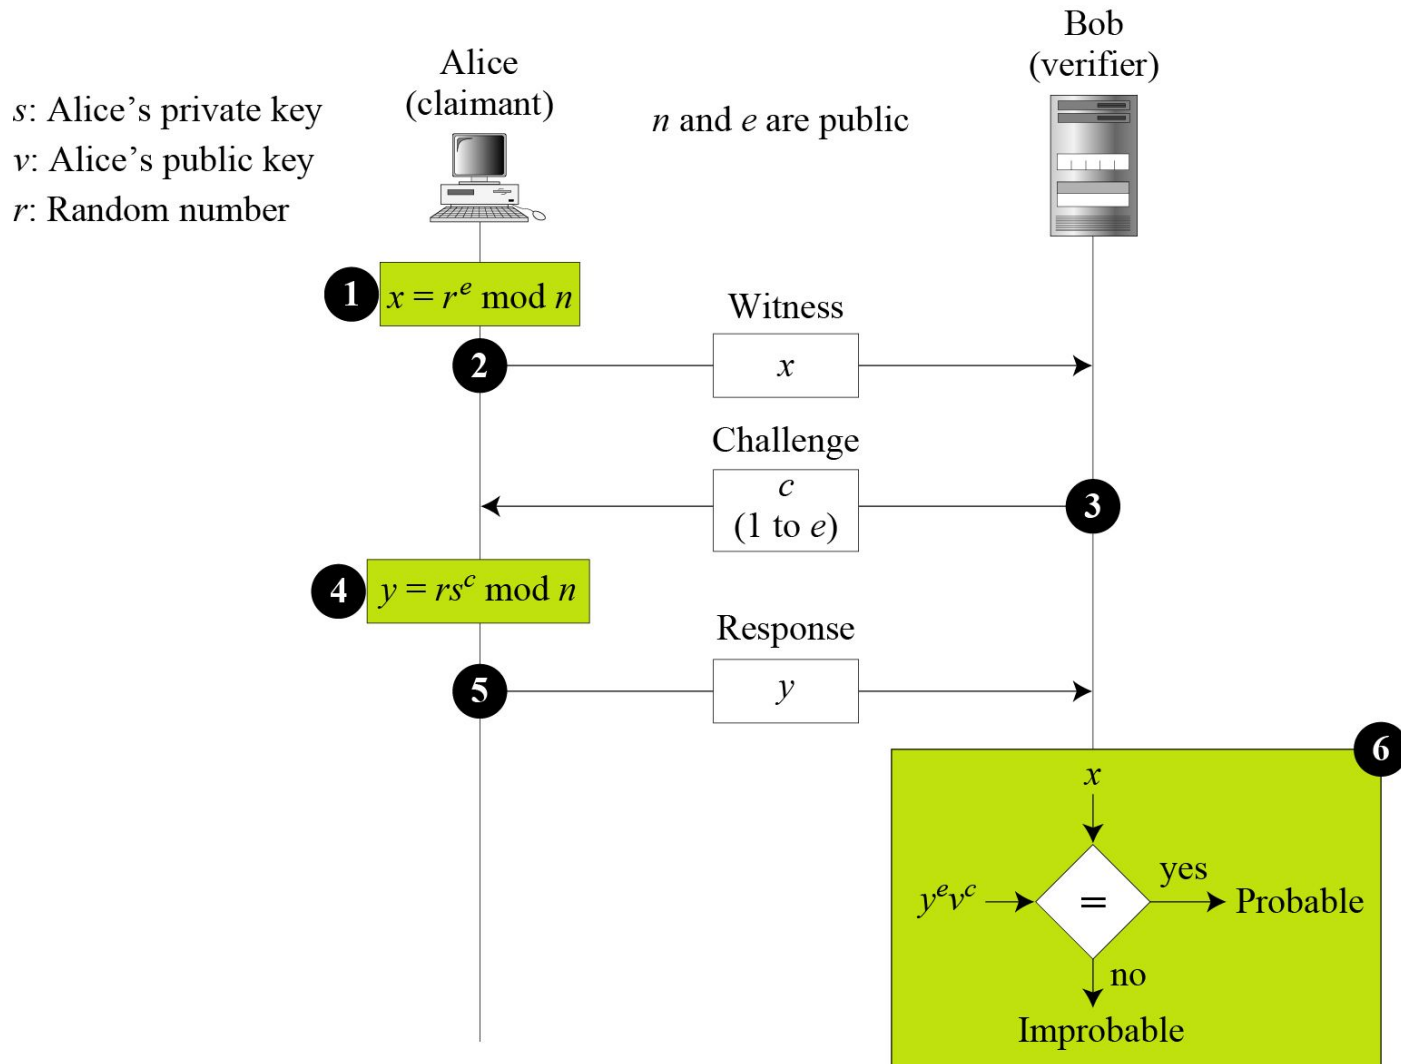 Alice
(claimant)
Bob
(verifier)
s: Alice’s private key
v: Alice’s public key
r: Random number
n and e are public
1
x = r^e mod n
Witness
2
x
Challenge
c
(1 to e)
3
4
y = rs^c mod n
Response
5
y
6
x
y^e v^c
=
yes
Probable
no
Improbable